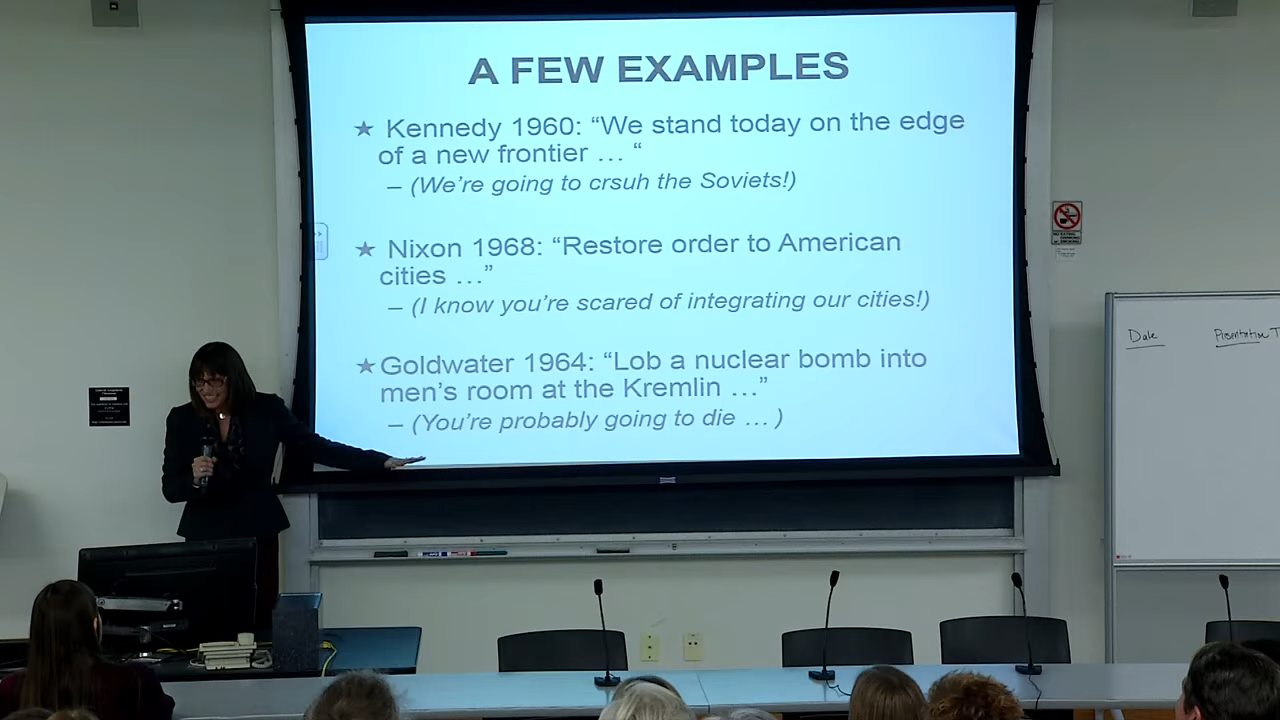 A FEW EXAMPLES
★ Kennedy 1960: “We stand today on the edge
of a new frontier … “
– (We’re going to crsuh the Soviets!)
★ Nixon 1968: “Restore order to American
cities …”
– (I know you’re scared of integrating our cities!)
★ Goldwater 1964: “Lob a nuclear bomb into
men’s room at the Kremlin …”
– (You’re probably going to die … )
Date